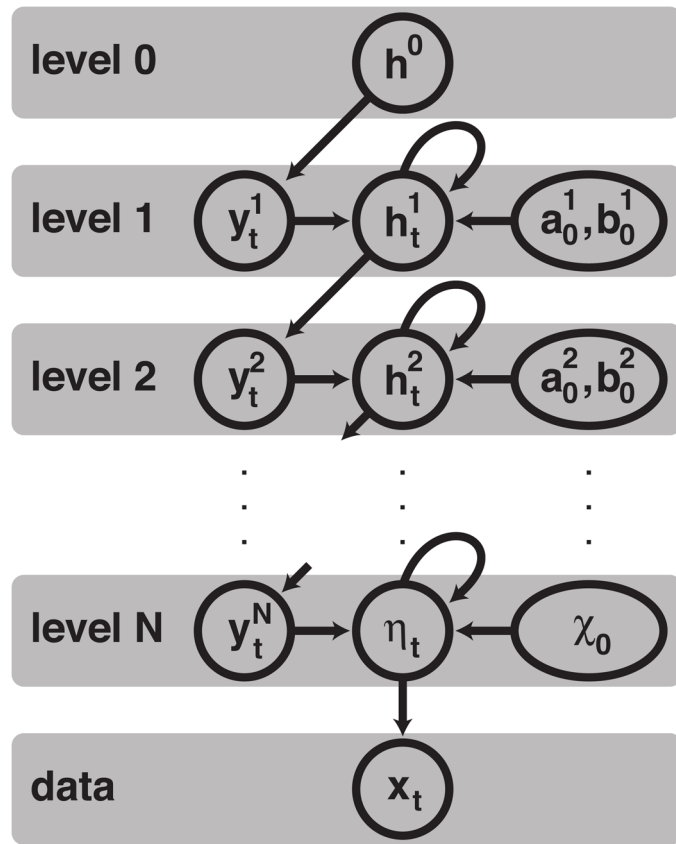 level 0 h^0
level 1 y_t^1 h_t^1 a_0^1,b_0^1
level 2 y_t^2 h_t^2 a_0^2,b_0^2
. . .
. . .
. . .
level N y_t^N η_t χ_0
data x_t